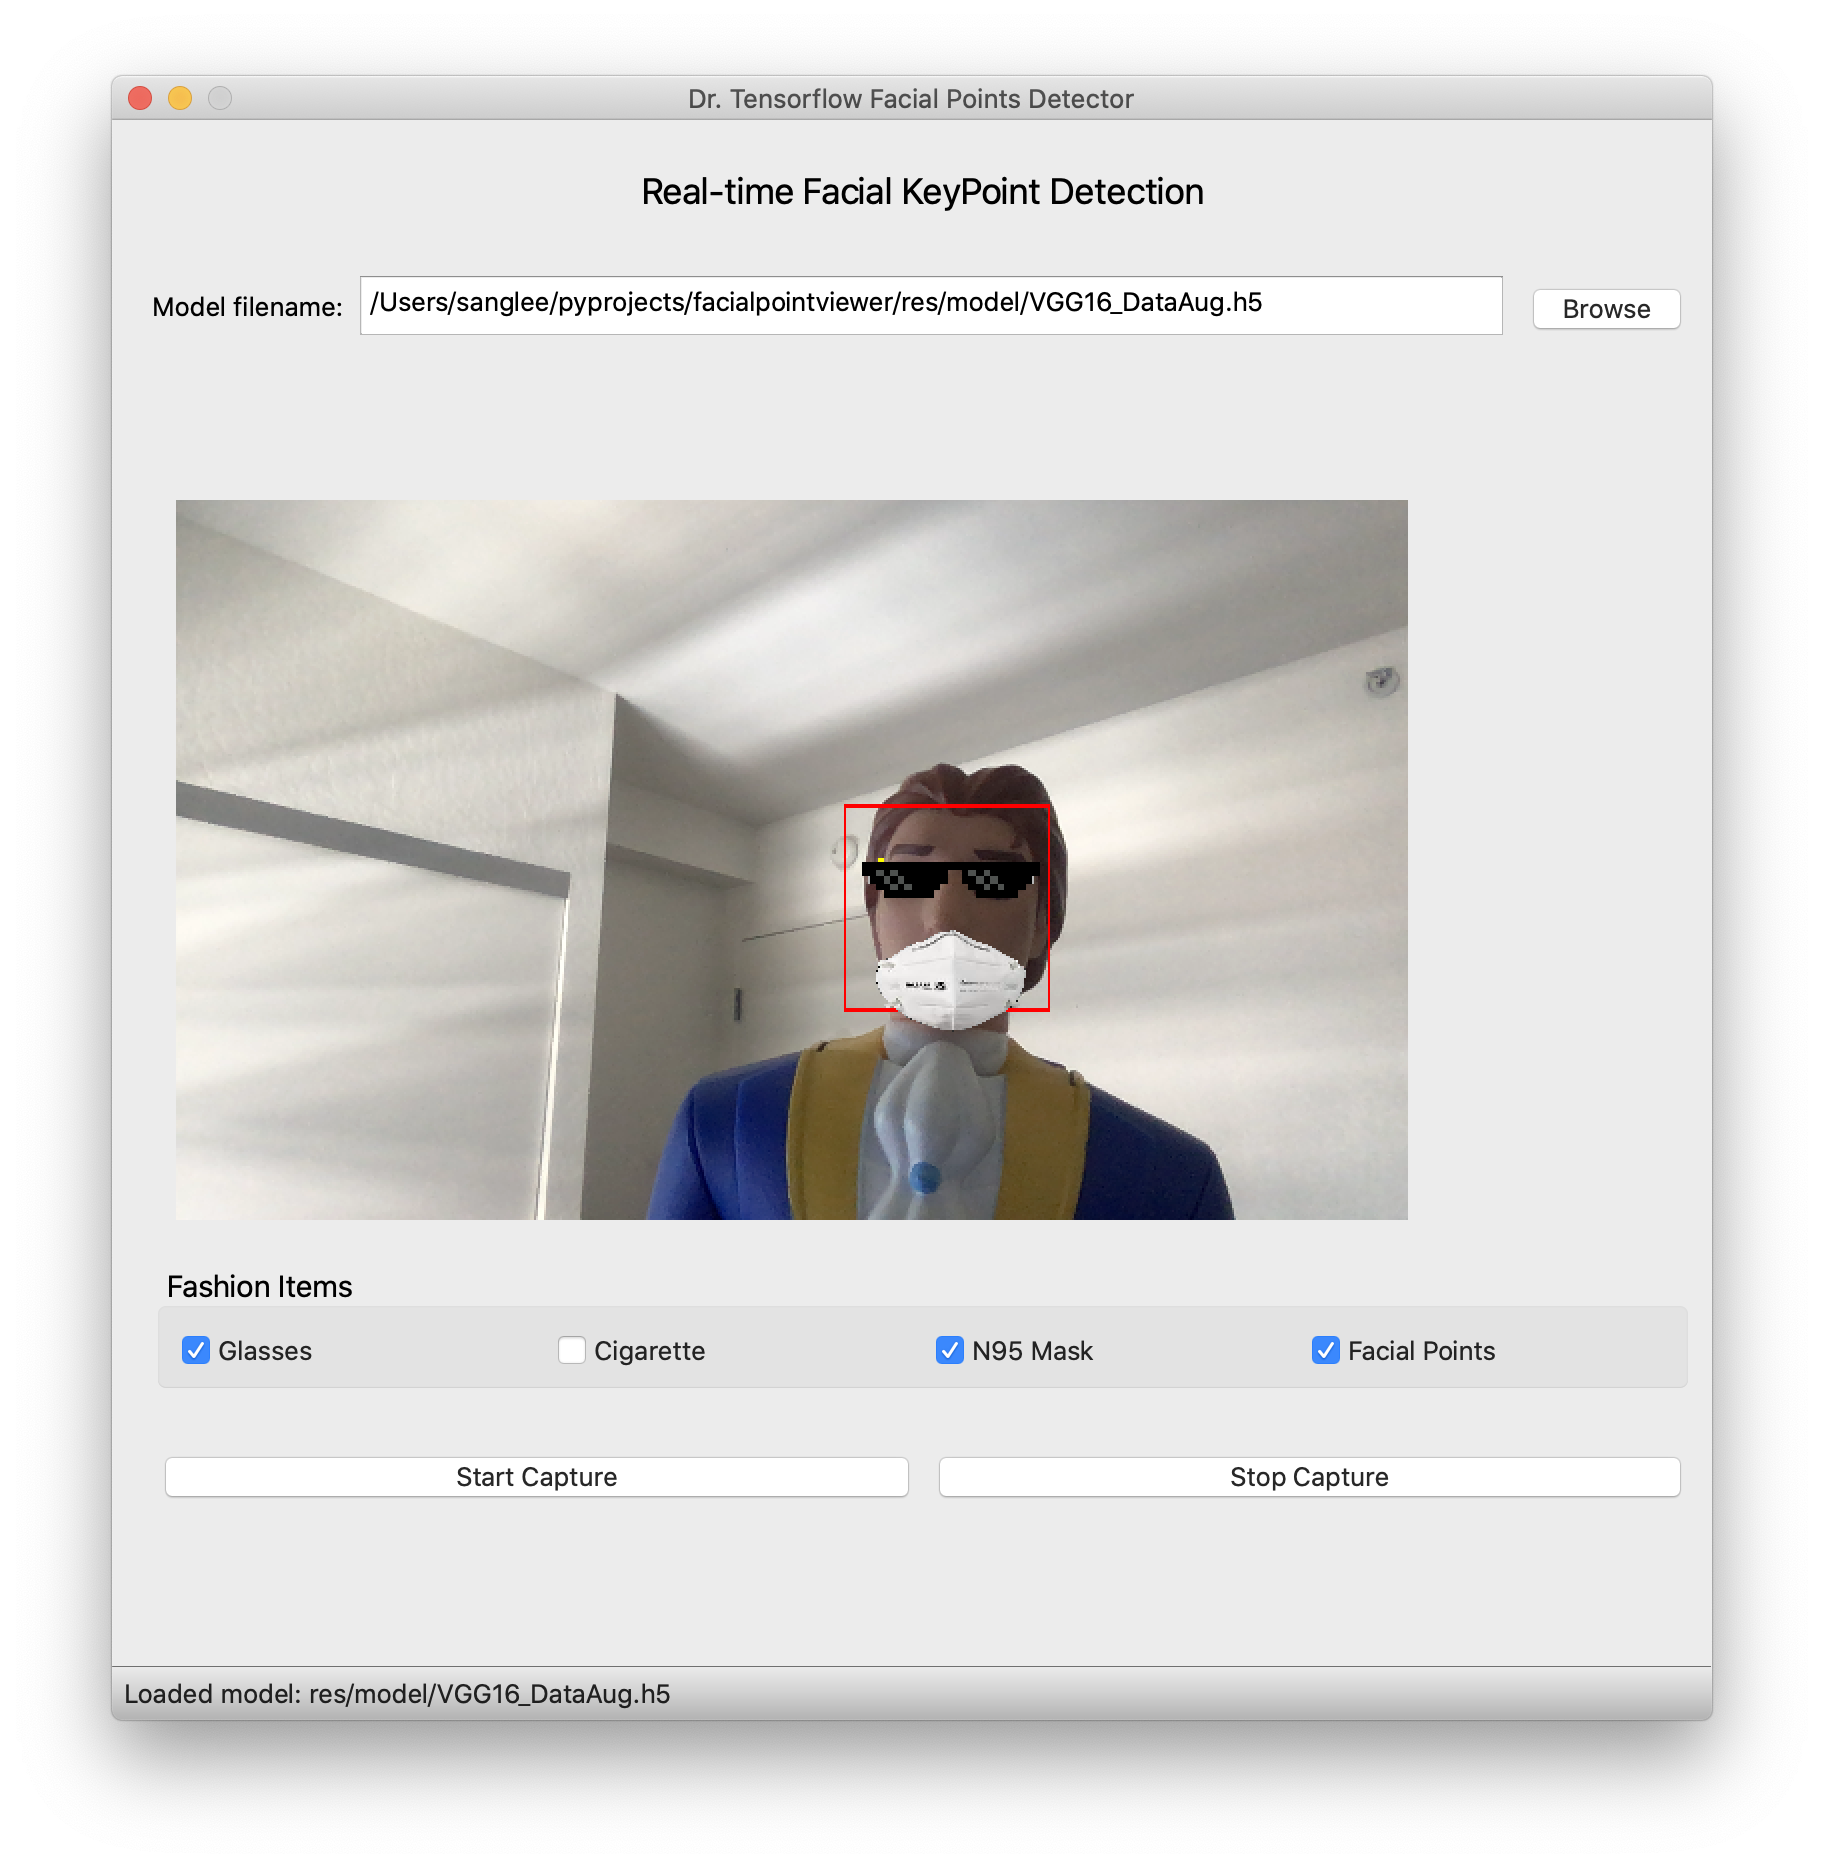 Dr. Tensorflow Facial Points Detector
Real-time Facial KeyPoint Detection
Model filename: /Users/sanglee/pyprojects/facialpointviewer/res/model/VGG16_DataAug.h5 Browse
Fashion Items
Glasses Cigarette N95 Mask Facial Points
Start Capture Stop Capture
Loaded model: res/model/VGG16_DataAug.h5